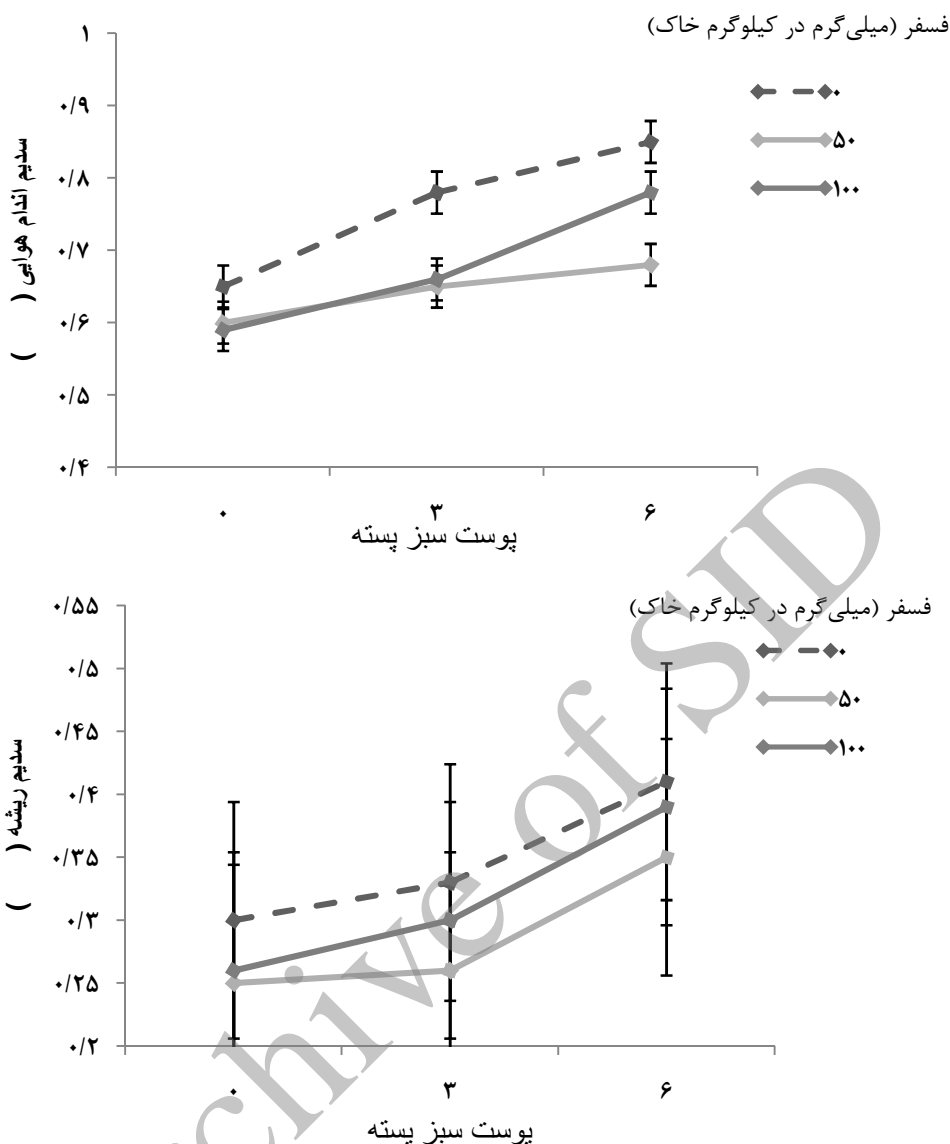 فسفر (میلی‌گرم در کیلوگرم خاک)
۰
۵۰
۱۰۰
سدیم اندام هوایی ( )
۱
۰/۹
۰/۸
۰/۷
۰/۶
۰/۵
۰/۴
۰ ۳ ۶
پوست سبز پسته
فسفر (میلی‌گرم در کیلوگرم خاک)
۰
۵۰
۱۰۰
سدیم ریشه ( )
۰/۵۵
۰/۵
۰/۴۵
۰/۴
۰/۳۵
۰/۳
۰/۲۵
۰/۲
۰ ۳ ۶
پوست سبز پسته
Archive of SID